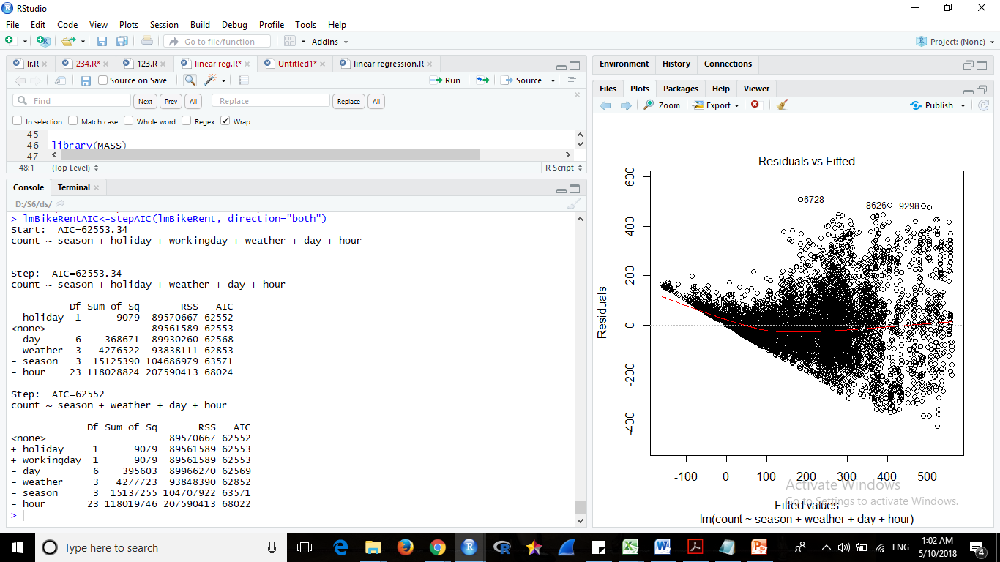 RStudio
File Edit Code View Plots Session Build Debug Profile Tools Help
Go to file/function
Addins
Project: (None)
lr.R
234.R*
123.R
linear reg.R*
Untitled1*
linear regression.R
Source on Save
Run
Source
Find
Next
Prev
All
Replace
Replace
All
In selection
Match case
Whole word
Regex
Wrap
45
46 library(MASS)
47
48:1
(Top Level)
R Script
Console
Terminal
D:/S6/ds/
> lmBikeRentAIC<-stepAIC(lmBikeRent, direction="both")
Start:  AIC=62553.34
count ~ season + holiday + workingday + weather + day + hour
Step:  AIC=62553.34
count ~ season + holiday + weather + day + hour
          Df Sum of Sq       RSS   AIC
- holiday  1      9079  89570667 62552
<none>                  89561589 62553
- day      6    368671  89930260 62568
- weather  3   4276522  93838111 62853
- season   3  15125390 104686979 63571
- hour    23 118028824 207590413 68024
Step:  AIC=62552
count ~ season + weather + day + hour
             Df Sum of Sq       RSS   AIC
<none>                     89570667 62552
+ holiday     1      9079  89561589 62553
+ workingday  1      9079  89561589 62553
- day         6    395603  89966270 62569
- weather     3   4277723  93848390 62852
- season      3  15137255 104707922 63571
- hour       23 118019746 207590413 68022
>
Environment
History
Connections
Files
Plots
Packages
Help
Viewer
Zoom
Export
Publish
Residuals vs Fitted
600
400
200
0
-200
-400
Residuals
6728
8626
9298
-100 0 100 200 300 400 500
Fitted values
lm(count ~ season + weather + day + hour)
Activate Windows
Go to Settings to activate Windows.
Type here to search
ENG
1:02 AM
5/10/2018
4